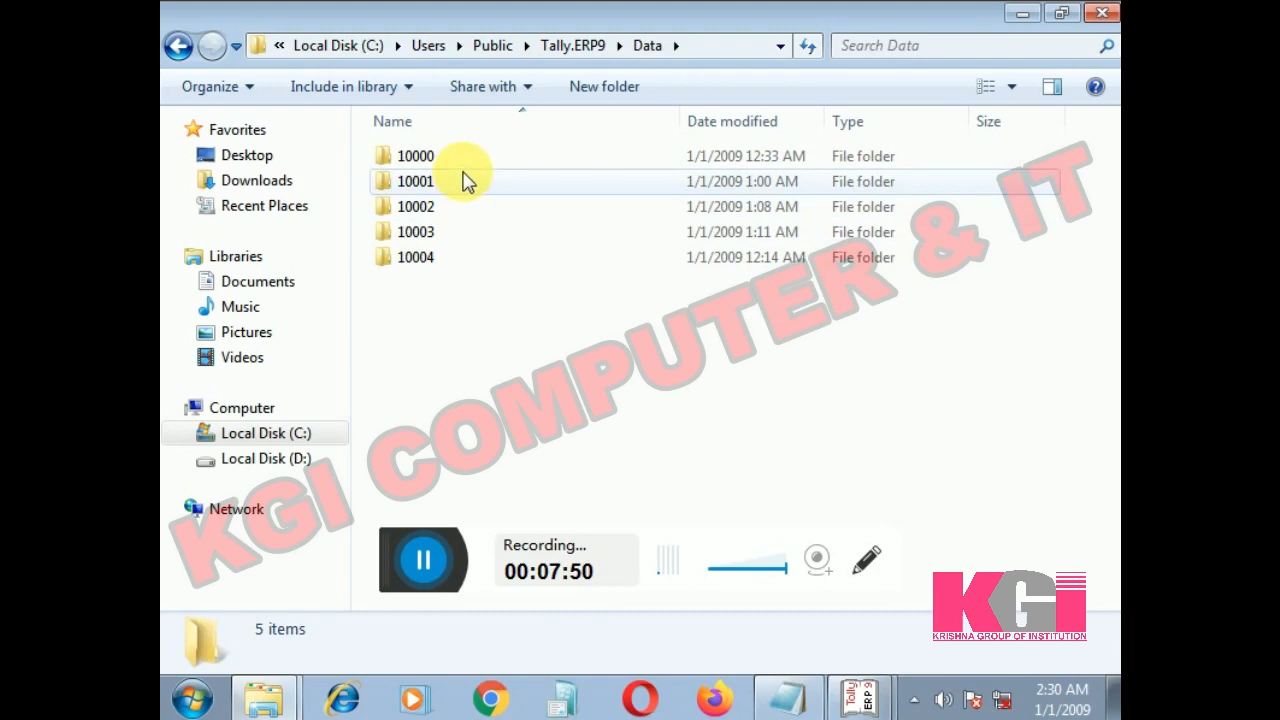 « Local Disk (C:) ▸ Users ▸ Public ▸ Tally.ERP9 ▸ Data ▸
Search Data
Organize Include in library Share with New folder
Name Date modified Type Size
Favorites
Desktop
Downloads
Recent Places
Libraries
Documents
Music
Pictures
Videos
Computer
Local Disk (C:)
Local Disk (D:)
Network
10000 1/1/2009 12:33 AM File folder
10001 1/1/2009 1:00 AM File folder
10002 1/1/2009 1:08 AM File folder
10003 1/1/2009 1:11 AM File folder
10004 1/1/2009 12:14 AM File folder
KGI COMPUTER & IT
Recording...
00:07:50
KGI
KRISHNA GROUP OF INSTITUTION
5 items
Tally ERP 9
2:30 AM
1/1/2009